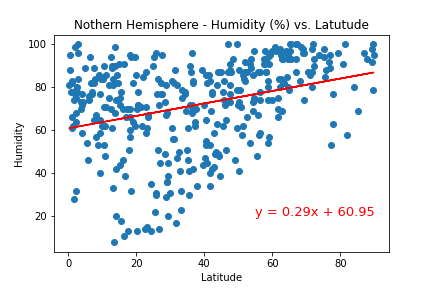 Nothern Hemisphere - Humidity (%) vs. Latutude
100
80
60
40
20
Humidity
y = 0.29x + 60.95
0 20 40 60 80
Latitude